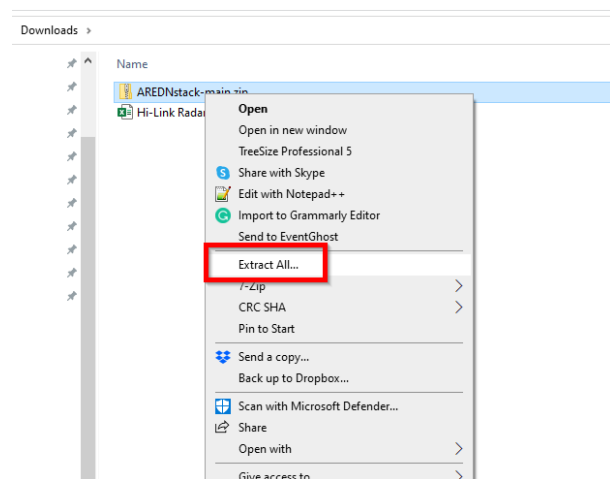 Downloads >
Name
AREDNstack-main.zip
Hi-Link Radar
Open
Open in new window
TreeSize Professional 5
Share with Skype
Edit with Notepad++
Import to Grammarly Editor
Send to EventGhost
Extract All...
7-Zip
CRC SHA
Pin to Start
Send a copy...
Back up to Dropbox...
Scan with Microsoft Defender...
Share
Open with
Give access to